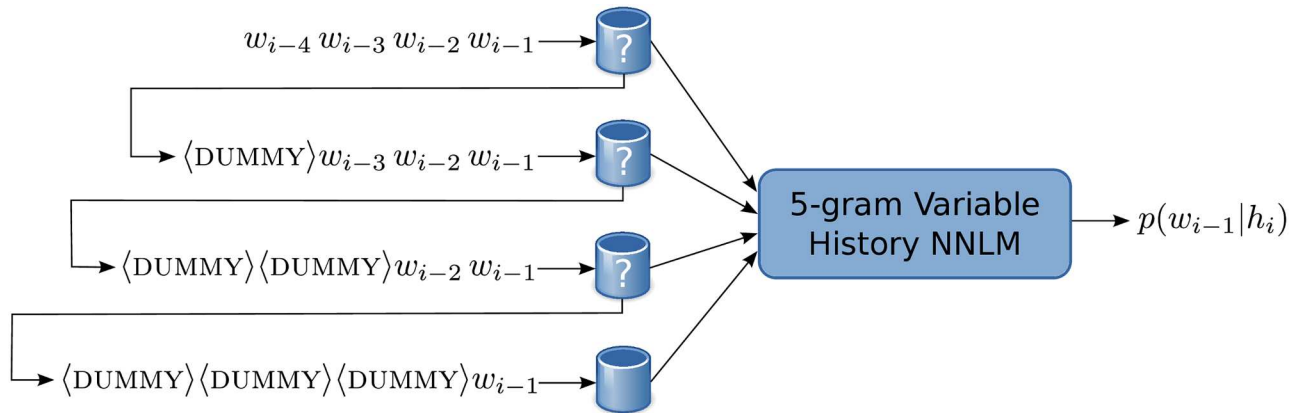 w_{i-4} w_{i-3} w_{i-2} w_{i-1} ?
⟨DUMMY⟩w_{i-3} w_{i-2} w_{i-1} ?
5-gram Variable
History NNLM
p(w_{i-1}|h_i)
⟨DUMMY⟩⟨DUMMY⟩w_{i-2} w_{i-1} ?
⟨DUMMY⟩⟨DUMMY⟩⟨DUMMY⟩w_{i-1}